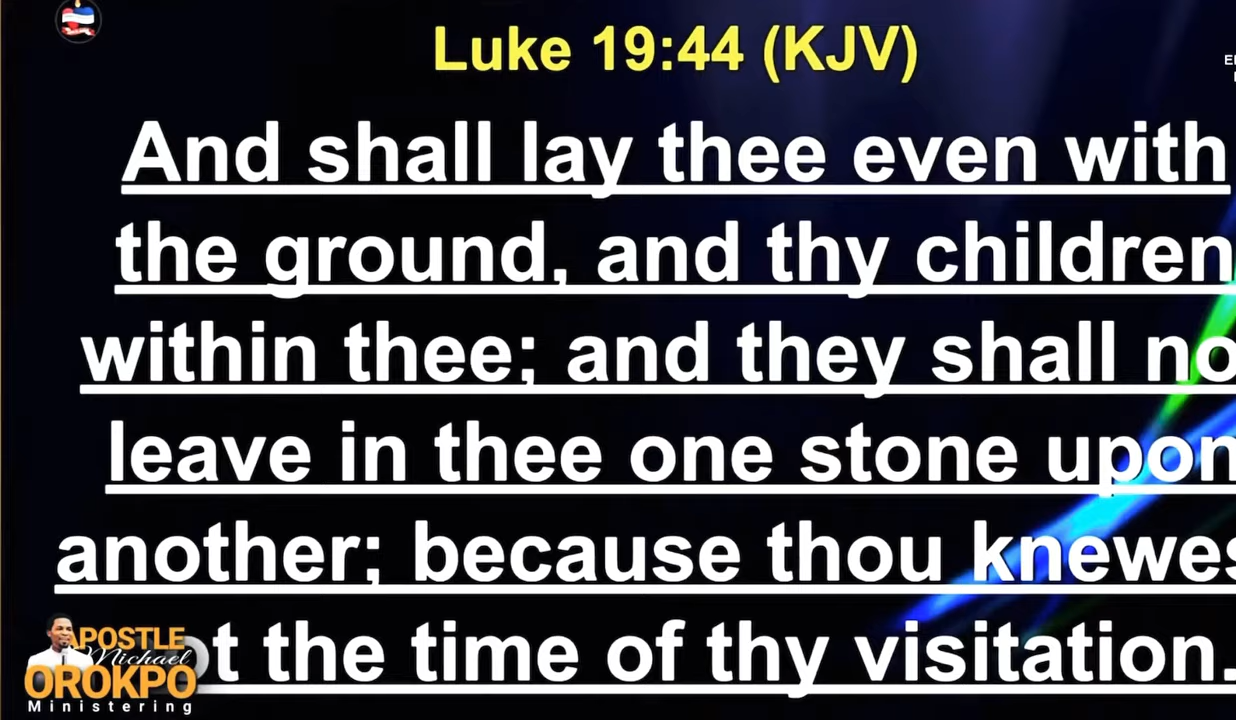 Luke 19:44 (KJV)
And shall lay thee even with
the ground, and thy children
within thee; and they shall no
leave in thee one stone upon
another; because thou knewes
ot the time of thy visitation.
APOSTLE
Michael
OROKPO
Ministering